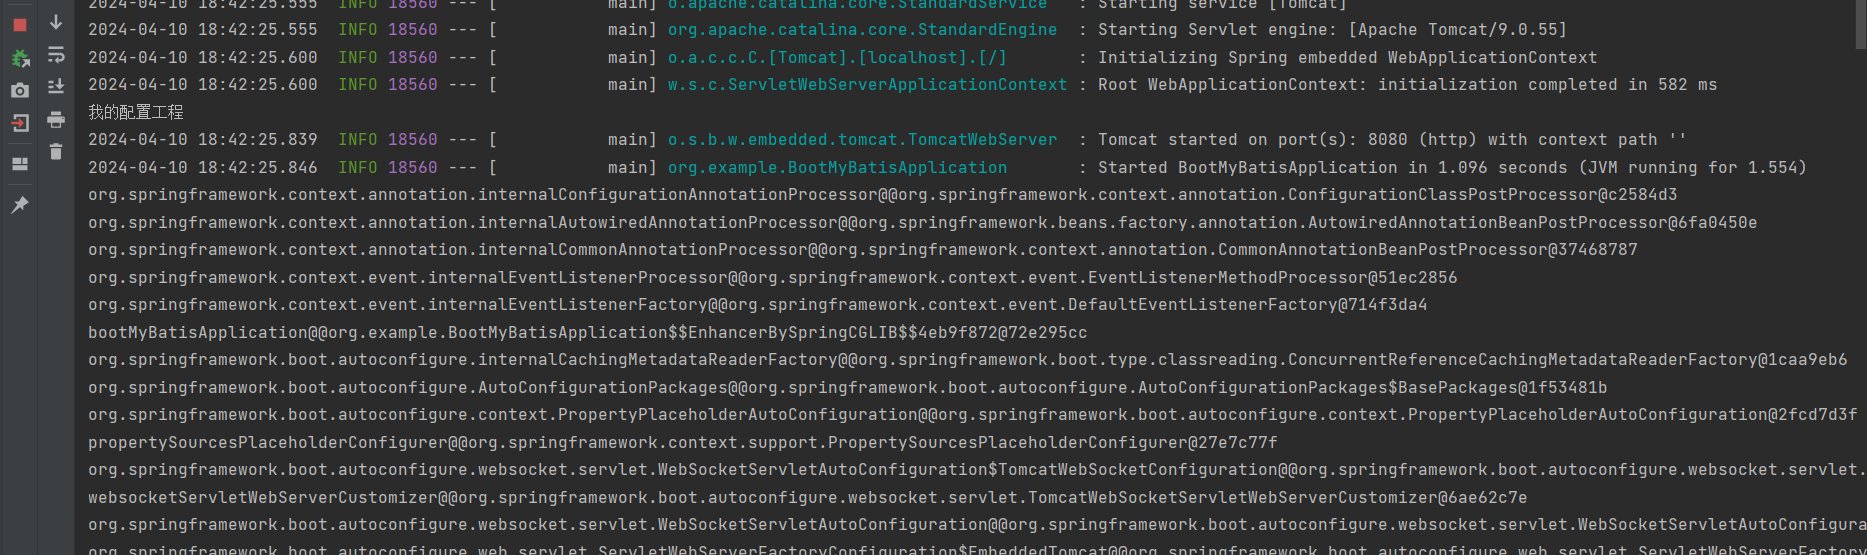 2024-04-10 18:42:25.555  INFO 18560 --- [           main] o.apache.catalina.core.StandardService   : Starting service [Tomcat]
2024-04-10 18:42:25.555  INFO 18560 --- [           main] org.apache.catalina.core.StandardEngine  : Starting Servlet engine: [Apache Tomcat/9.0.55]
2024-04-10 18:42:25.600  INFO 18560 --- [           main] o.a.c.c.C.[Tomcat].[localhost].[/]       : Initializing Spring embedded WebApplicationContext
2024-04-10 18:42:25.600  INFO 18560 --- [           main] w.s.c.ServletWebServerApplicationContext : Root WebApplicationContext: initialization completed in 582 ms
我的配置工程
2024-04-10 18:42:25.839  INFO 18560 --- [           main] o.s.b.w.embedded.tomcat.TomcatWebServer  : Tomcat started on port(s): 8080 (http) with context path ''
2024-04-10 18:42:25.846  INFO 18560 --- [           main] org.example.BootMyBatisApplication       : Started BootMyBatisApplication in 1.096 seconds (JVM running for 1.554)
org.springframework.context.annotation.internalConfigurationAnnotationProcessor@@org.springframework.context.annotation.ConfigurationClassPostProcessor@c2584d3
org.springframework.context.annotation.internalAutowiredAnnotationProcessor@@org.springframework.beans.factory.annotation.AutowiredAnnotationBeanPostProcessor@6fa0450e
org.springframework.context.annotation.internalCommonAnnotationProcessor@@org.springframework.context.annotation.CommonAnnotationBeanPostProcessor@37468787
org.springframework.context.event.internalEventListenerProcessor@@org.springframework.context.event.EventListenerMethodProcessor@51ec2856
org.springframework.context.event.internalEventListenerFactory@@org.springframework.context.event.DefaultEventListenerFactory@714f3da4
bootMyBatisApplication@@org.example.BootMyBatisApplication$$EnhancerBySpringCGLIB$$4eb9f872@72e295cc
org.springframework.boot.autoconfigure.internalCachingMetadataReaderFactory@@org.springframework.boot.type.classreading.ConcurrentReferenceCachingMetadataReaderFactory@1caa9eb6
org.springframework.boot.autoconfigure.AutoConfigurationPackages@@org.springframework.boot.autoconfigure.AutoConfigurationPackages$BasePackages@1f53481b
org.springframework.boot.autoconfigure.context.PropertyPlaceholderAutoConfiguration@@org.springframework.boot.autoconfigure.context.PropertyPlaceholderAutoConfiguration@2fcd7d3f
propertySourcesPlaceholderConfigurer@@org.springframework.context.support.PropertySourcesPlaceholderConfigurer@27e7c77f
org.springframework.boot.autoconfigure.websocket.servlet.WebSocketServletAutoConfiguration$TomcatWebSocketConfiguration@@org.springframework.boot.autoconfigure.websocket.servlet.
websocketServletWebServerCustomizer@@org.springframework.boot.autoconfigure.websocket.servlet.TomcatWebSocketServletWebServerCustomizer@6ae62c7e
org.springframework.boot.autoconfigure.websocket.servlet.WebSocketServletAutoConfiguration@@org.springframework.boot.autoconfigure.websocket.servlet.WebSocketServletAutoConfigura
org.springframework.boot.autoconfigure.web.servlet.ServletWebServerFactoryConfiguration$EmbeddedTomcat@@org.springframework.boot.autoconfigure.web.servlet.ServletWebServerFactory